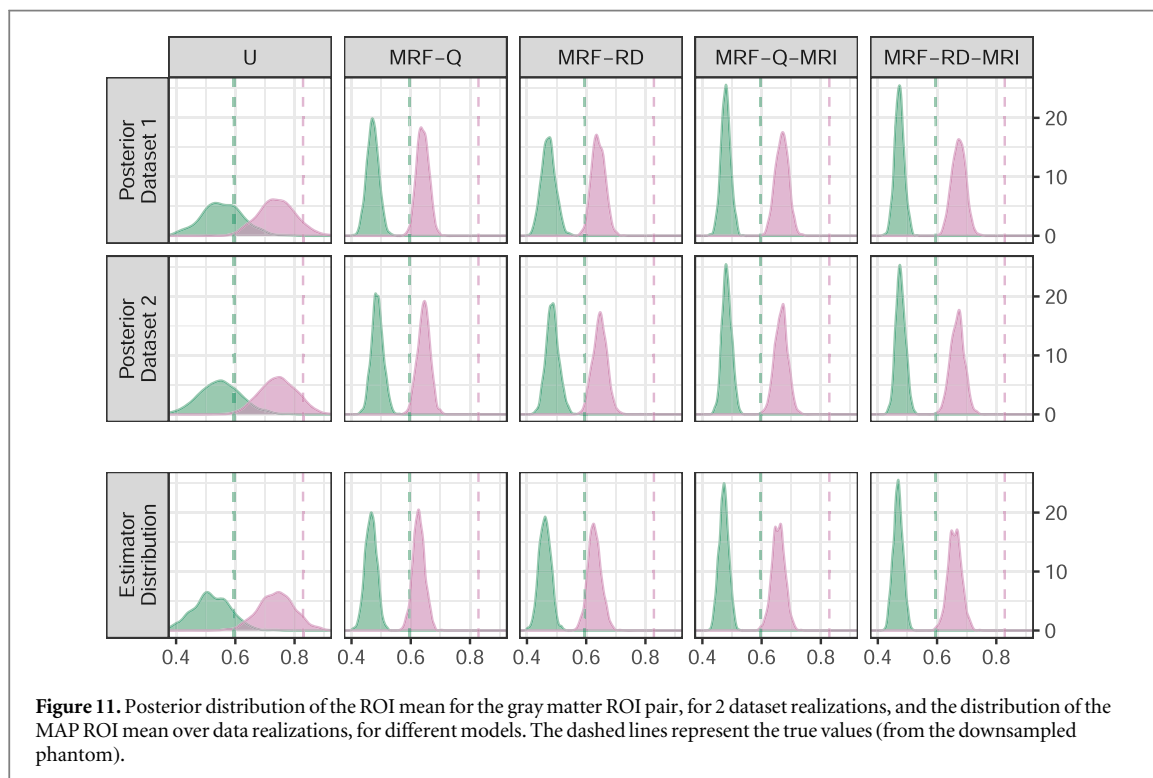 U MRF-Q MRF-RD MRF-Q-MRI MRF-RD-MRI
Posterior
Dataset 1
20
10
0
Posterior
Dataset 2
20
10
0
Estimator
Distribution
20
10
0
0.4 0.6 0.8 0.4 0.6 0.8 0.4 0.6 0.8 0.4 0.6 0.8 0.4 0.6 0.8
Figure 11. Posterior distribution of the ROI mean for the gray matter ROI pair, for 2 dataset realizations, and the distribution of the
MAP ROI mean over data realizations, for different models. The dashed lines represent the true values (from the downsampled
phantom).